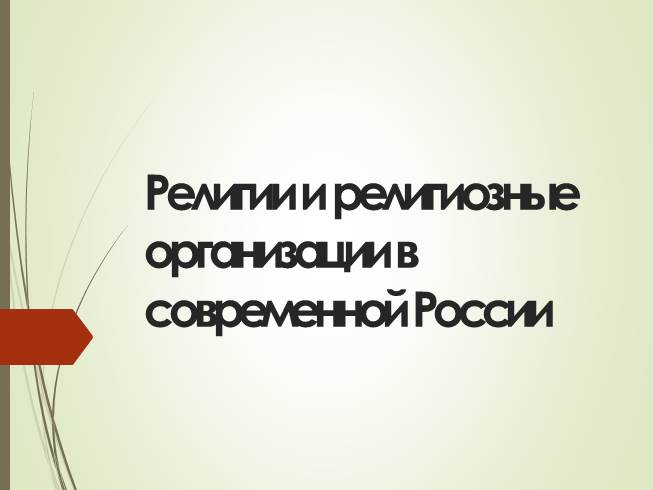 Религии и религиозные
организации в
современной России